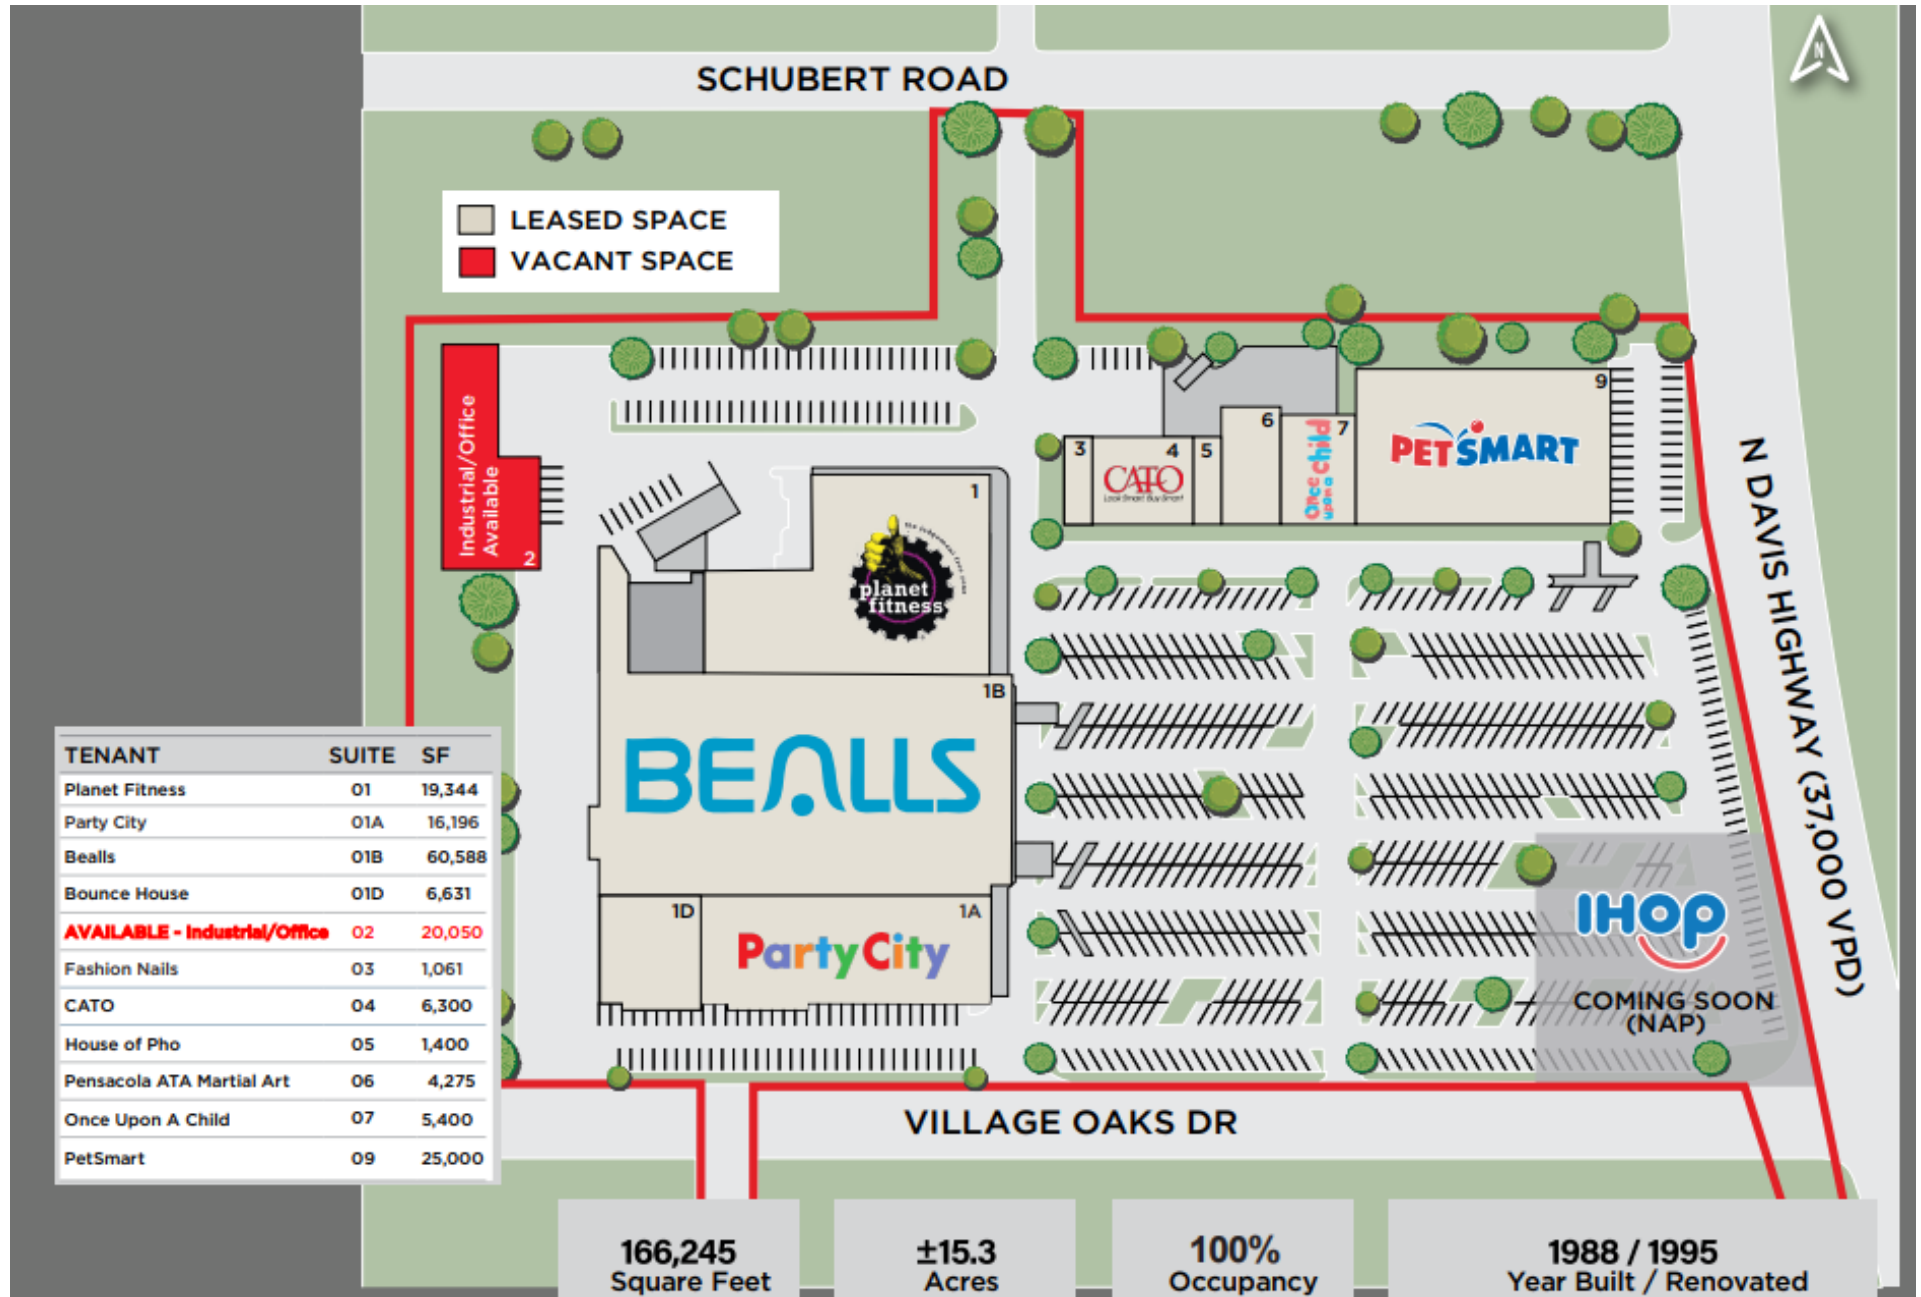 N
SCHUBERT ROAD
LEASED SPACE
VACANT SPACE
Industrial/Office
Available
2
1
planet
fitness
3
CATO
4
5
6
once
upon a
child
7
PETSMART
9
1B
BEALLS
1D
1A
Party City
N DAVIS HIGHWAY (37,000 VPD)
IHOP
COMING SOON
(NAP)
VILLAGE OAKS DR
TENANT SUITE SF
Planet Fitness 01 19,344
Party City 01A 16,196
Bealls 01B 60,588
Bounce House 01D 6,631
AVAILABLE - Industrial/Office 02 20,050
Fashion Nails 03 1,061
CATO 04 6,300
House of Pho 05 1,400
Pensacola ATA Martial Art 06 4,275
Once Upon A Child 07 5,400
PetSmart 09 25,000
166,245
Square Feet
±15.3
Acres
100%
Occupancy
1988 / 1995
Year Built / Renovated